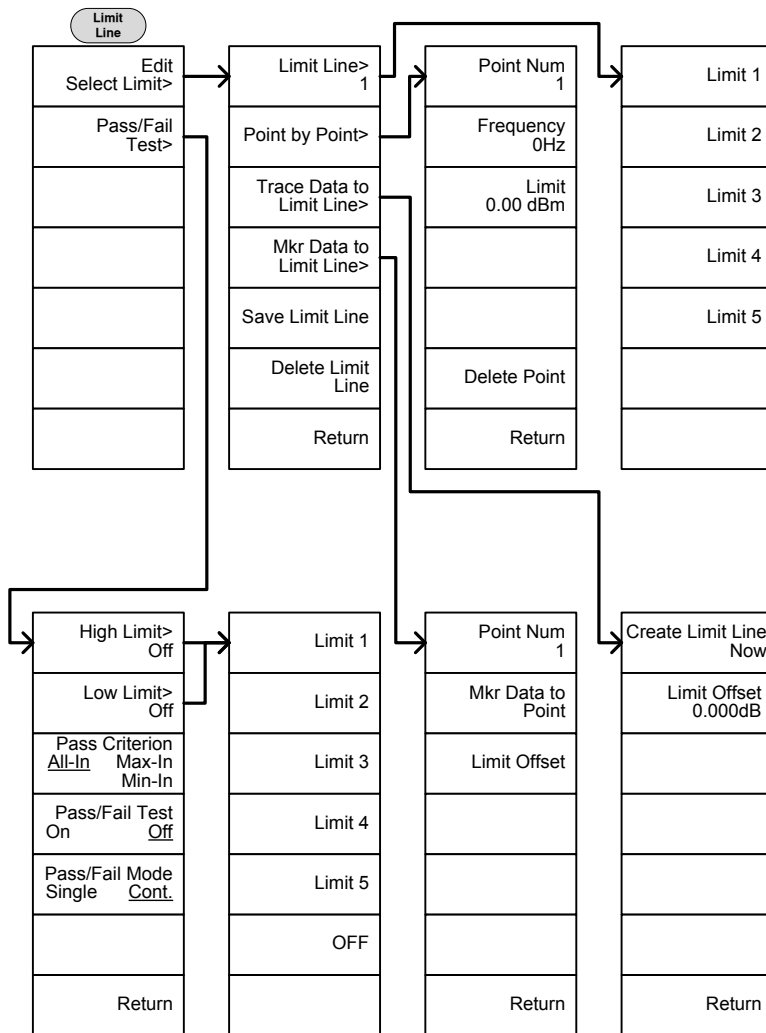 Limit
Line
Edit
Select Limit>
Pass/Fail
Test>
Limit Line>
1
Point by Point>
Trace Data to
Limit Line>
Mkr Data to
Limit Line>
Save Limit Line
Delete Limit
Line
Return
Point Num
1
Frequency
0Hz
Limit
0.00 dBm
Delete Point
Return
Limit 1
Limit 2
Limit 3
Limit 4
Limit 5
High Limit>
Off
Low Limit>
Off
Pass Criterion
All-In Max-In
Min-In
Pass/Fail Test
On Off
Pass/Fail Mode
Single Cont.
Return
Limit 1
Limit 2
Limit 3
Limit 4
Limit 5
OFF
Point Num
1
Mkr Data to
Point
Limit Offset
Return
Create Limit Line
Now
Limit Offset
0.000dB
Return